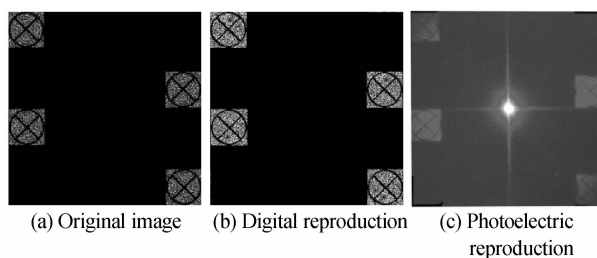 (a) Original image
(b) Digital reproduction
(c) Photoelectric
reproduction